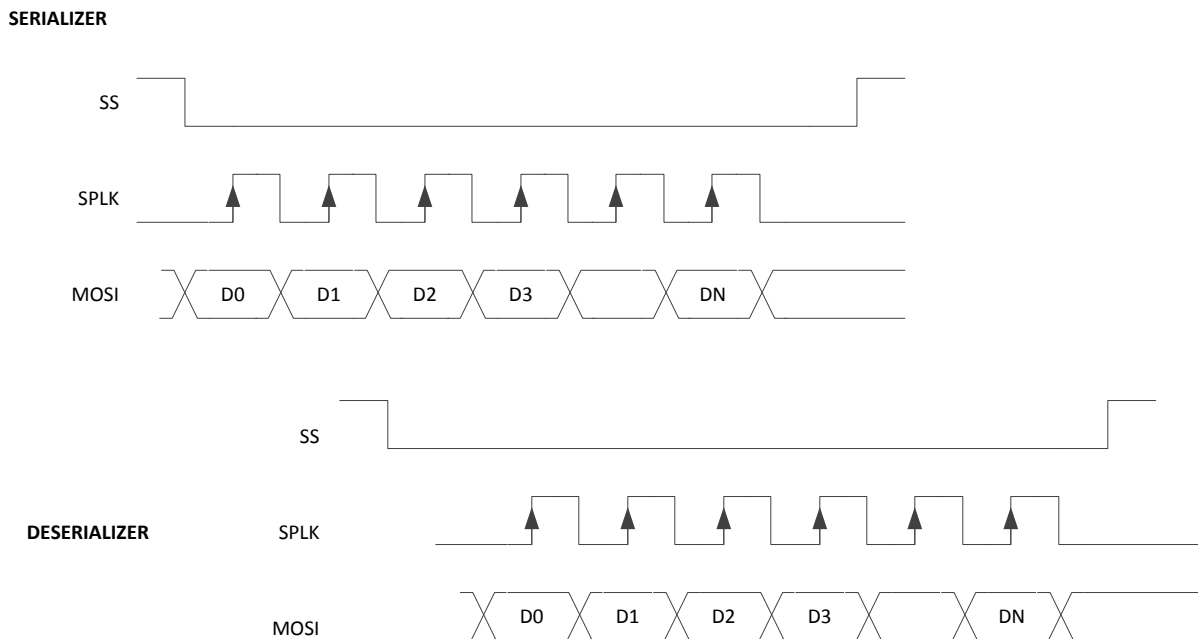 SERIALIZER
SS
SPLK
MOSI
D0 D1 D2 D3 DN
SS
DESERIALIZER
SPLK
MOSI
D0 D1 D2 D3 DN